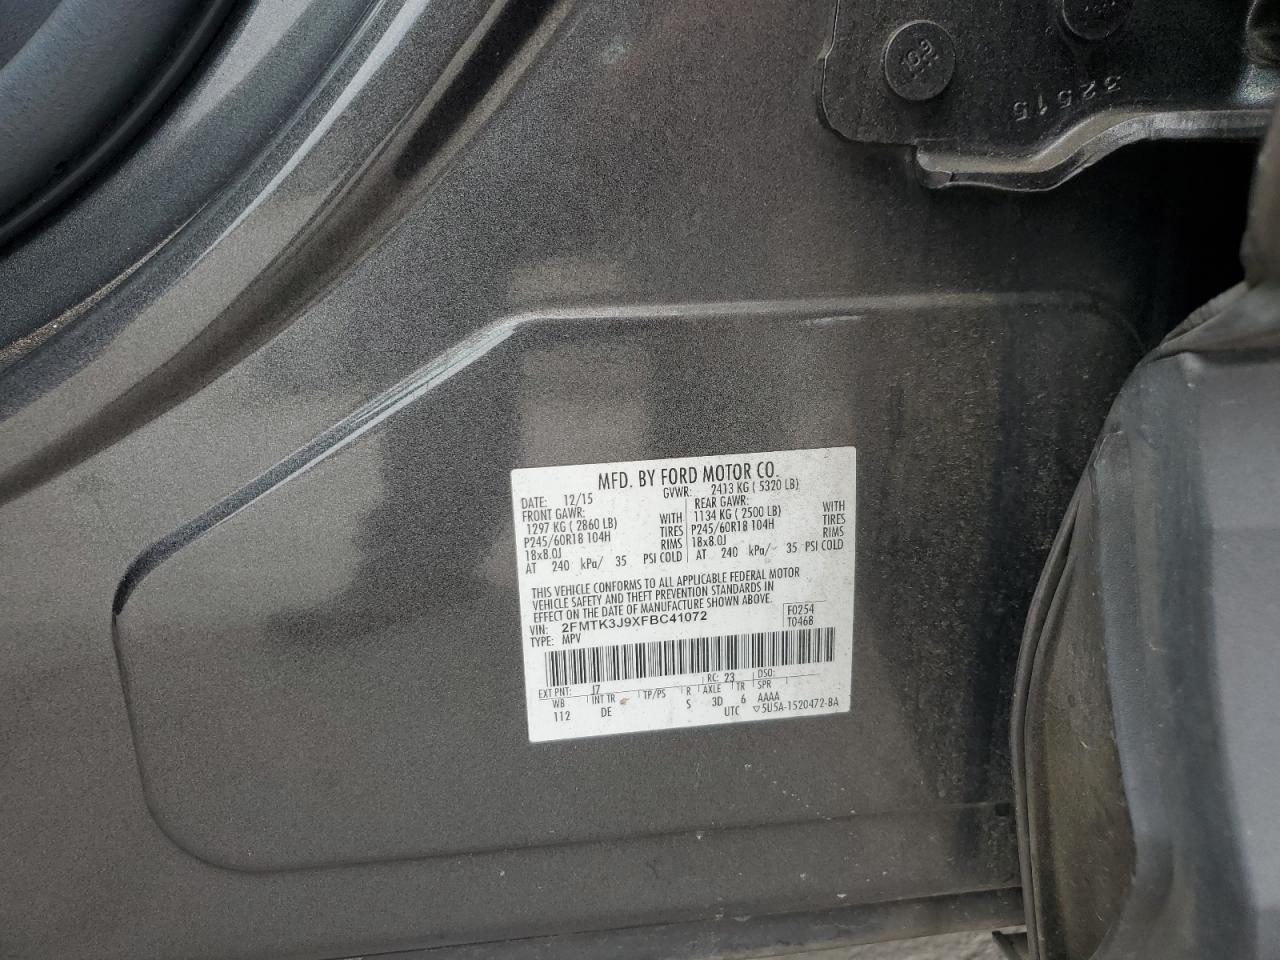 32515
MFD. BY FORD MOTOR CO.
DATE: 12/15 GVWR: 2413 KG ( 5320 LB)
FRONT GAWR: REAR GAWR:
1297 KG ( 2860 LB) WITH 1134 KG ( 2500 LB) WITH
P245/60R18 104H TIRES P245/60R18 104H TIRES
18x8.0J RIMS 18x8.0J RIMS
AT 240 kPa/ 35 PSI COLD AT 240 kPa/ 35 PSI COLD
THIS VEHICLE CONFORMS TO ALL APPLICABLE FEDERAL MOTOR
VEHICLE SAFETY AND THEFT PREVENTION STANDARDS IN
EFFECT ON THE DATE OF MANUFACTURE SHOWN ABOVE.
VIN: 2FMTK3J9XFBC41072 F0254
TYPE: MPV T0468
EXT PNT: J7 RC: 23 DSO:
WB INT TR TP/PS R AXLE TR SPR
112 DE S 3D 6 AAAA
UTC ▽5U5A-1520472-BA